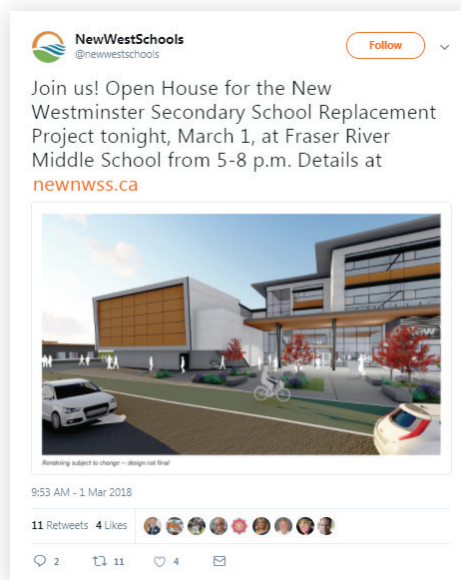 NewWestSchools
@newwestschools
Follow
Join us! Open House for the New
Westminster Secondary School Replacement
Project tonight, March 1, at Fraser River
Middle School from 5-8 p.m. Details at
newnwss.ca
New
Rendering subject to change – design not final
9:53 AM - 1 Mar 2018
11 Retweets 4 Likes
2 11 4